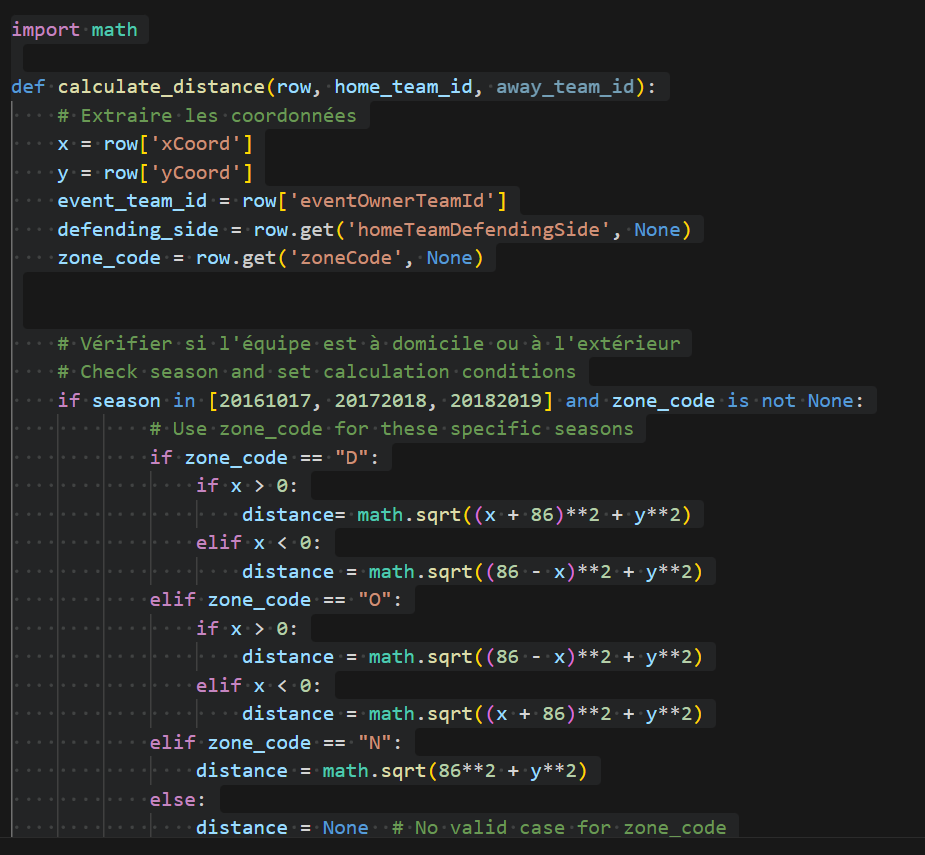 import math
def calculate_distance(row, home_team_id, away_team_id):
    # Extraire les coordonnées
    x = row['xCoord']
    y = row['yCoord']
    event_team_id = row['eventOwnerTeamId']
    defending_side = row.get('homeTeamDefendingSide', None)
    zone_code = row.get('zoneCode', None)
    # Vérifier si l'équipe est à domicile ou à l'extérieur
    # Check season and set calculation conditions
    if season in [20161017, 20172018, 20182019] and zone_code is not None:
            # Use zone_code for these specific seasons
            if zone_code == "D":
                if x > 0:
                    distance= math.sqrt((x + 86)**2 + y**2)
                elif x < 0:
                    distance = math.sqrt((86 - x)**2 + y**2)
            elif zone_code == "O":
                if x > 0:
                    distance = math.sqrt((86 - x)**2 + y**2)
                elif x < 0:
                    distance = math.sqrt((x + 86)**2 + y**2)
            elif zone_code == "N":
                distance = math.sqrt(86**2 + y**2)
            else:
                distance = None  # No valid case for zone_code